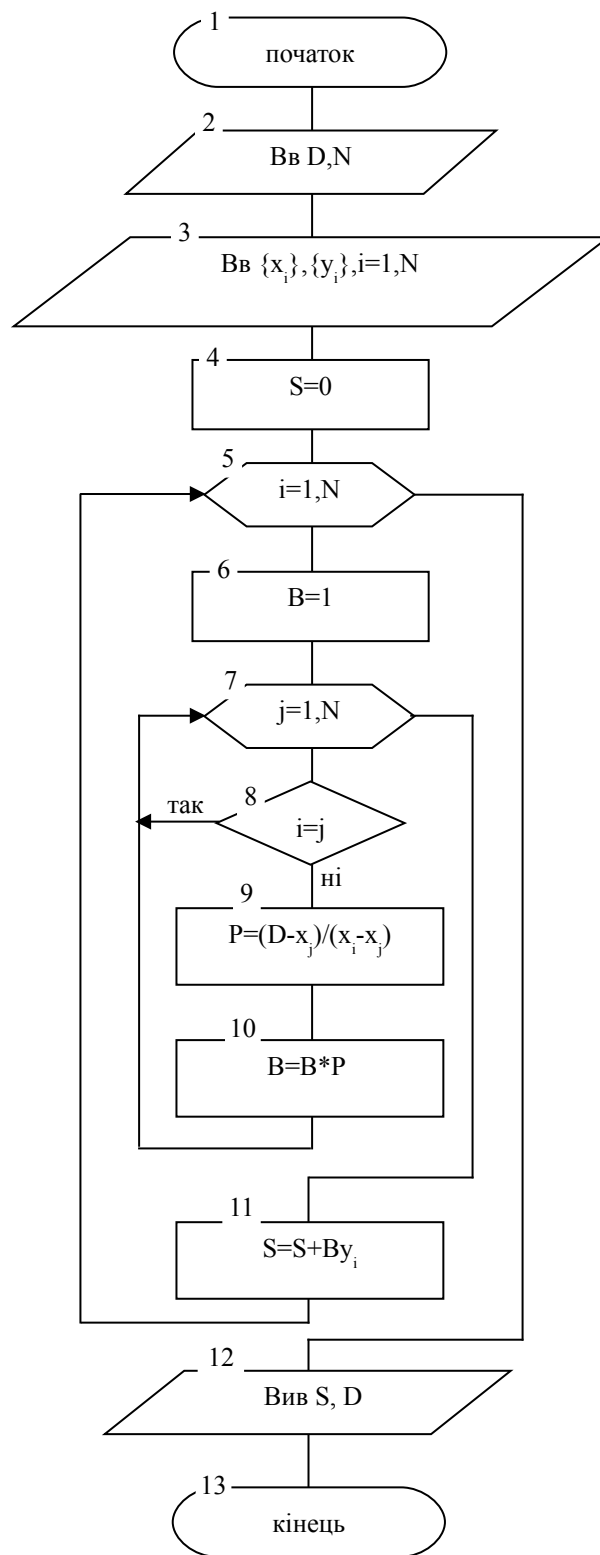 1
початок
2
Вв D,N
3
Вв {xᵢ},{yᵢ},i=1,N
4
S=0
5
i=1,N
6
B=1
7
j=1,N
8
так
i=j
ні
9
P=(D-xⱼ)/(xᵢ-xⱼ)
10
B=B*P
11
S=S+Byᵢ
12
Вив S, D
13
кінець